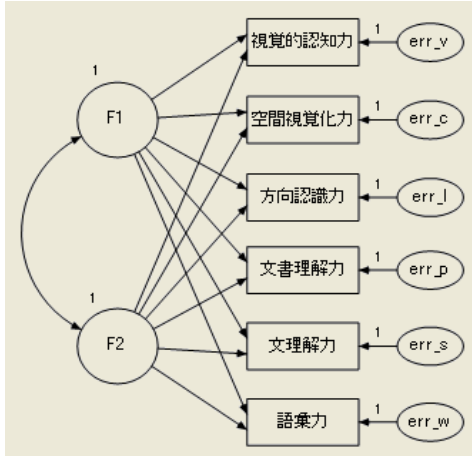 1
視覚的認知力
1
err_v
F1
空間視覚化力
1
err_c
方向認識力
1
err_l
文書理解力
1
err_p
1
F2
文理解力
1
err_s
語彙力
1
err_w